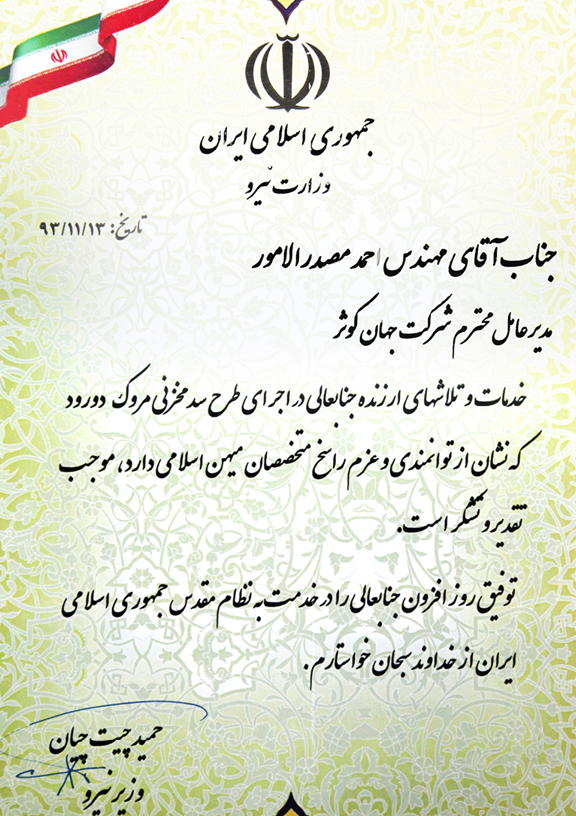 جمهوری اسلامی ایران
وزارت نیرو
تاریخ: ۹۳/۱۱/۱۳
جناب آقای مهندس احمد مصدر الامور
مدیرعامل محترم شرکت جهان کوثر
خدمات و تلاشهای ارزنده جنابعالی در اجرای طرح سد مخزنی مروک دورود
که نشان از توانمندی و عزم راسخ متخصصان میهن اسلامی دارد، موجب
تقدیر و تشکر است.
توفیق روز افزون جنابعالی را در خدمت به نظام مقدس جمهوری اسلامی
ایران از خداوند سبحان خواستارم.
حمید چیت چیان
وزیر نیرو